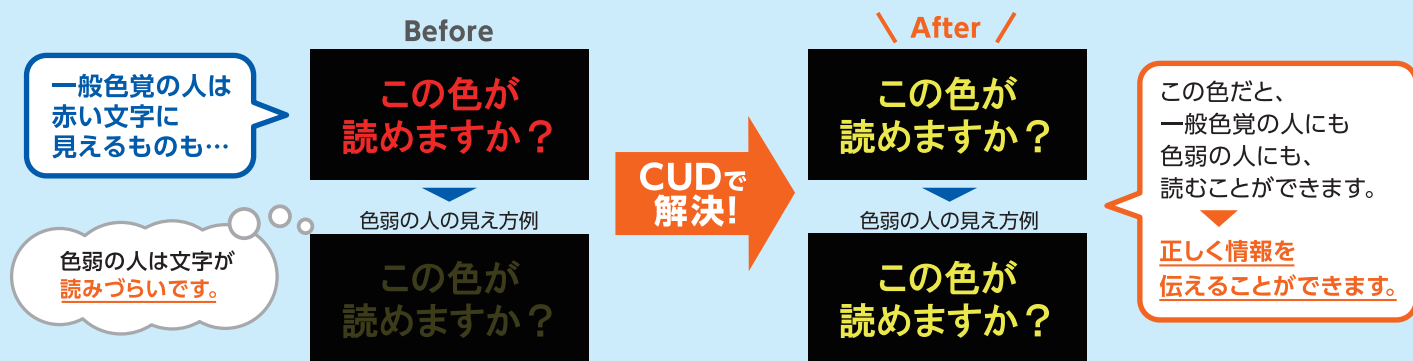 Before
一般色覚の人は
赤い文字に
見えるものも…
この色が
読めますか？
色弱の人の見え方例
色弱の人は文字が
読みづらいです。
この色が
読めますか？
CUDで
解決!
After
この色が
読めますか？
色弱の人の見え方例
この色が
読めますか？
この色だと、
一般色覚の人にも
色弱の人にも、
読むことができます。
正しく情報を
伝えることができます。